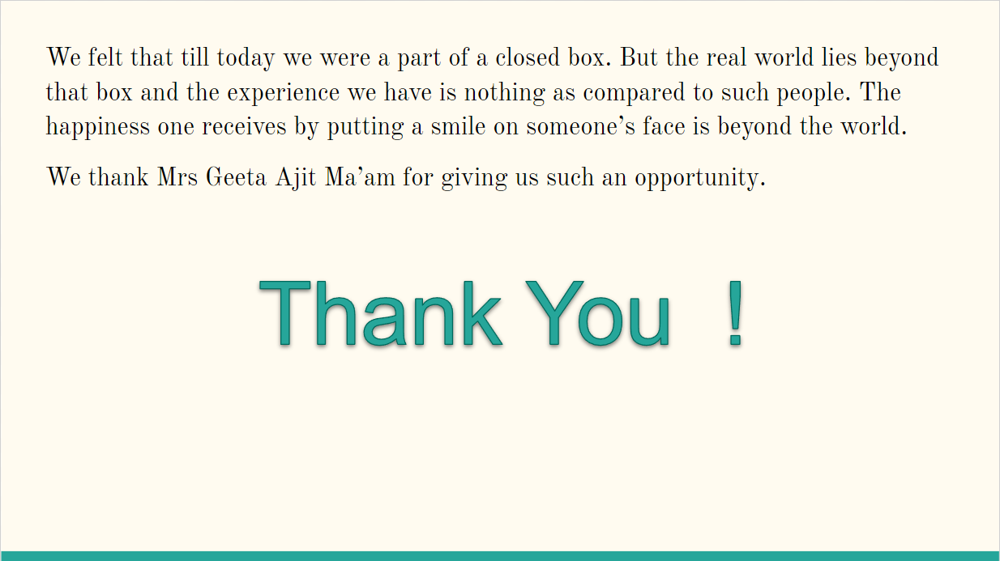 We felt that till today we were a part of a closed box. But the real world lies beyond
that box and the experience we have is nothing as compared to such people. The
happiness one receives by putting a smile on someone’s face is beyond the world.
We thank Mrs Geeta Ajit Ma’am for giving us such an opportunity.
Thank You !